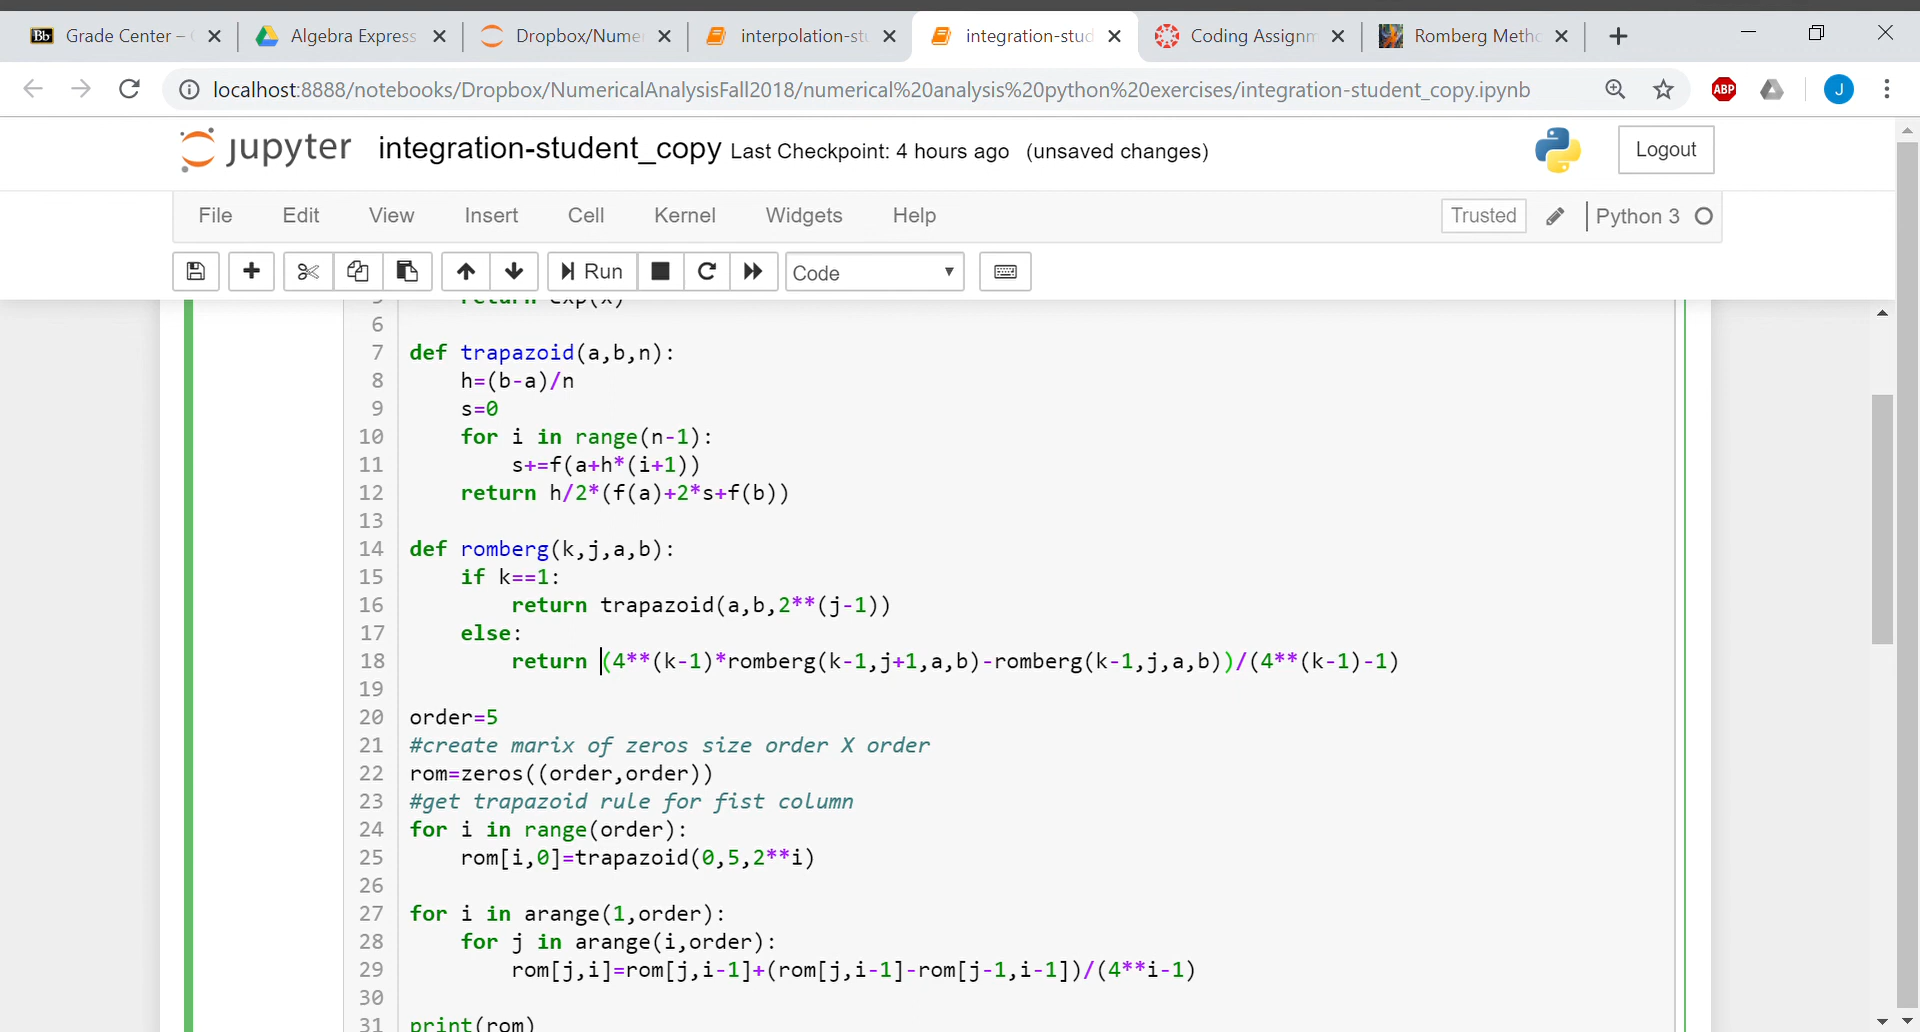 Grade Center –
Algebra Express
Dropbox/Nume
interpolation-stu
integration-stud
Coding Assignm
Romberg Metho
localhost:8888/notebooks/Dropbox/NumericalAnalysisFall2018/numerical%20analysis%20python%20exercises/integration-student_copy.ipynb
ABP
J
jupyter integration-student_copy Last Checkpoint: 4 hours ago (unsaved changes)
Logout
File Edit View Insert Cell Kernel Widgets Help
Trusted
Python 3
Run
Code
5 return exp(x)
6
7 def trapazoid(a,b,n):
8 h=(b-a)/n
9 s=0
10 for i in range(n-1):
11 s+=f(a+h*(i+1))
12 return h/2*(f(a)+2*s+f(b))
13
14 def romberg(k,j,a,b):
15 if k==1:
16 return trapazoid(a,b,2**(j-1))
17 else:
18 return (4**(k-1)*romberg(k-1,j+1,a,b)-romberg(k-1,j,a,b))/(4**(k-1)-1)
19
20 order=5
21 #create marix of zeros size order X order
22 rom=zeros((order,order))
23 #get trapazoid rule for fist column
24 for i in range(order):
25 rom[i,0]=trapazoid(0,5,2**i)
26
27 for i in arange(1,order):
28 for j in arange(i,order):
29 rom[j,i]=rom[j,i-1]+(rom[j,i-1]-rom[j-1,i-1])/(4**i-1)
30
31 print(rom)